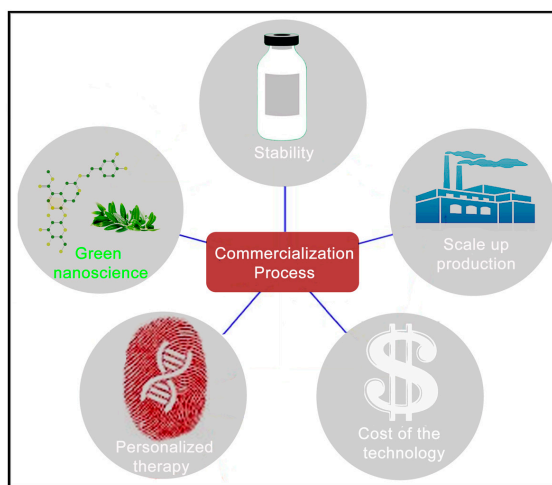 Stability
Green
nanoscience
Commercialization
Process
Scale up
production
Personalized
therapy
Cost of the
technology